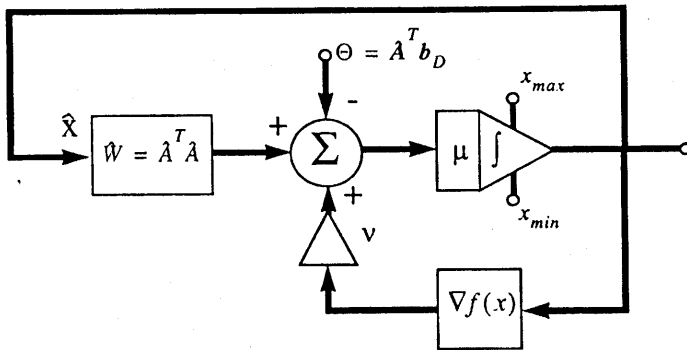 Θ = Â^T b_D
-
x_max
X̂
+
Ŵ = Â^T Â
Σ
μ
∫
+
x_min
ν
∇f(x)